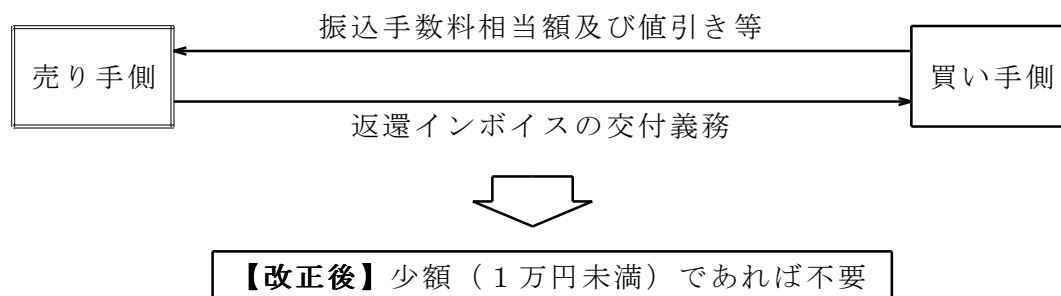 振込手数料相当額及び値引き等
売り手側
買い手側
返還インボイスの交付義務
【改正後】少額（１万円未満）であれば不要